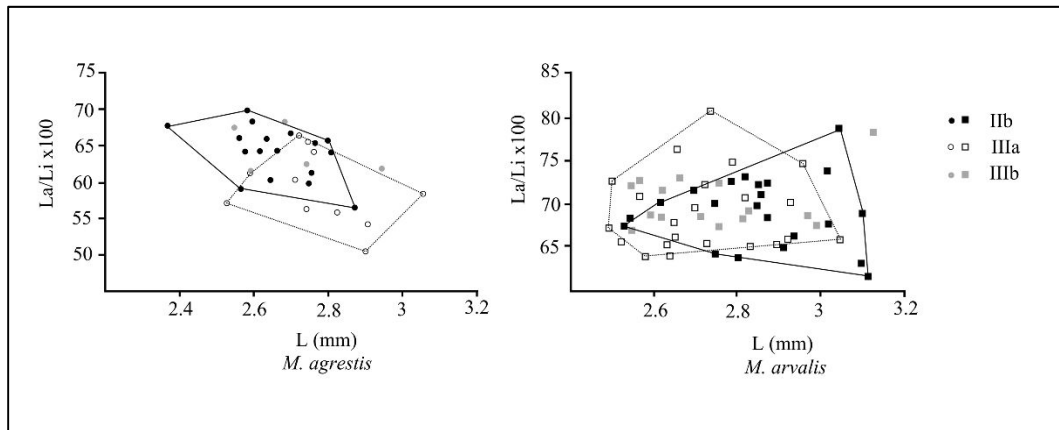 75
70
60
50
La/Li x100
2.4
2.6
2.8
3
3.2
L (mm)
M. agrestis
85
80
75
70
65
La/Li x100
2.6
2.8
3
3.2
L (mm)
M. arvalis
IIb
IIIa
IIIb